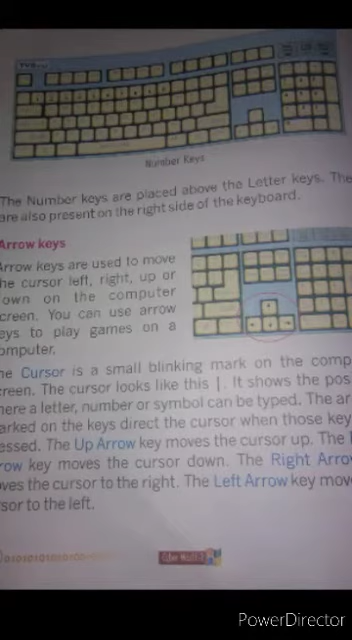 Number Keys
The Number keys are placed above the Letter keys. The
are also present on the right side of the keyboard.
Arrow keys
Arrow keys are used to move
he cursor left, right, up or
own on the computer
creen. You can use arrow
eys to play games on a
omputer.
he Cursor is a small blinking mark on the comp
reen. The cursor looks like this |. It shows the pos
here a letter, number or symbol can be typed. The ar
arked on the keys direct the cursor when those key
essed. The Up Arrow key moves the cursor up. The
row key moves the cursor down. The Right Arro
ves the cursor to the right. The Left Arrow key mov
sor to the left.
PowerDirector